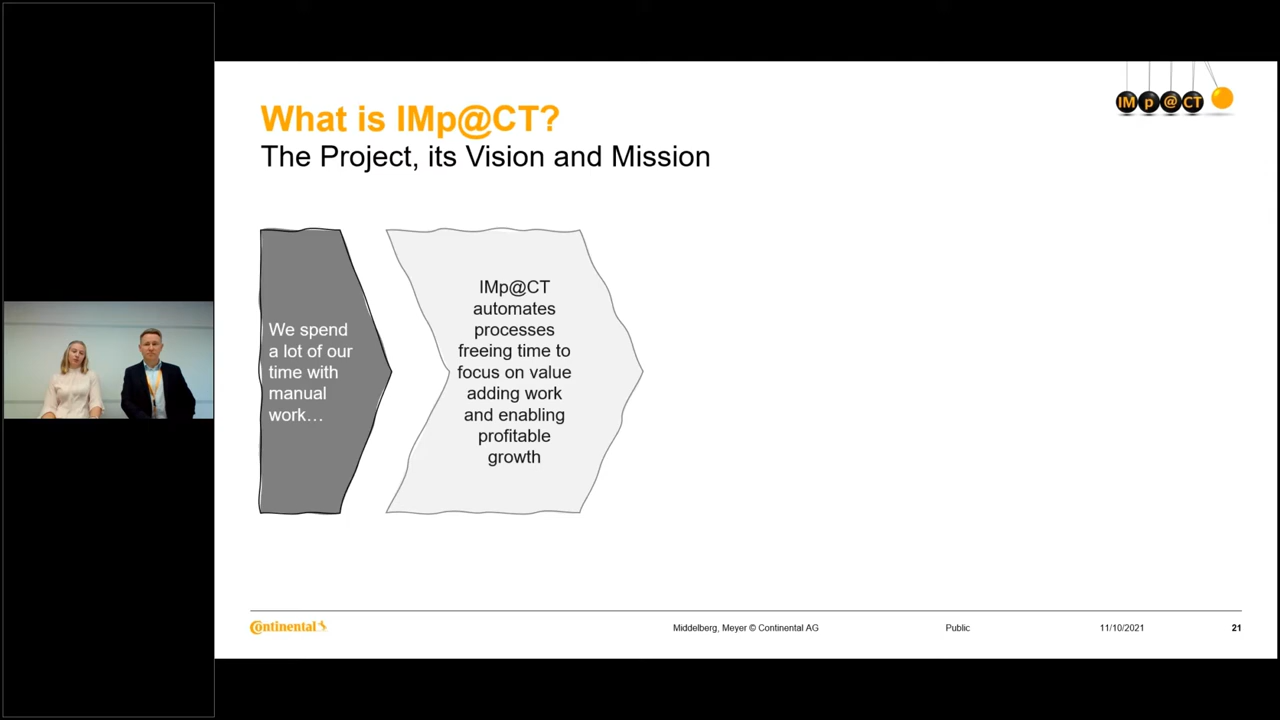 IM p @ CT
What is IMp@CT?
The Project, its Vision and Mission
We spend
a lot of our
time with
manual
work…
IMp@CT
automates
processes
freeing time to
focus on value
adding work
and enabling
profitable
growth
Continental
Middelberg, Meyer © Continental AG
Public
11/10/2021
21